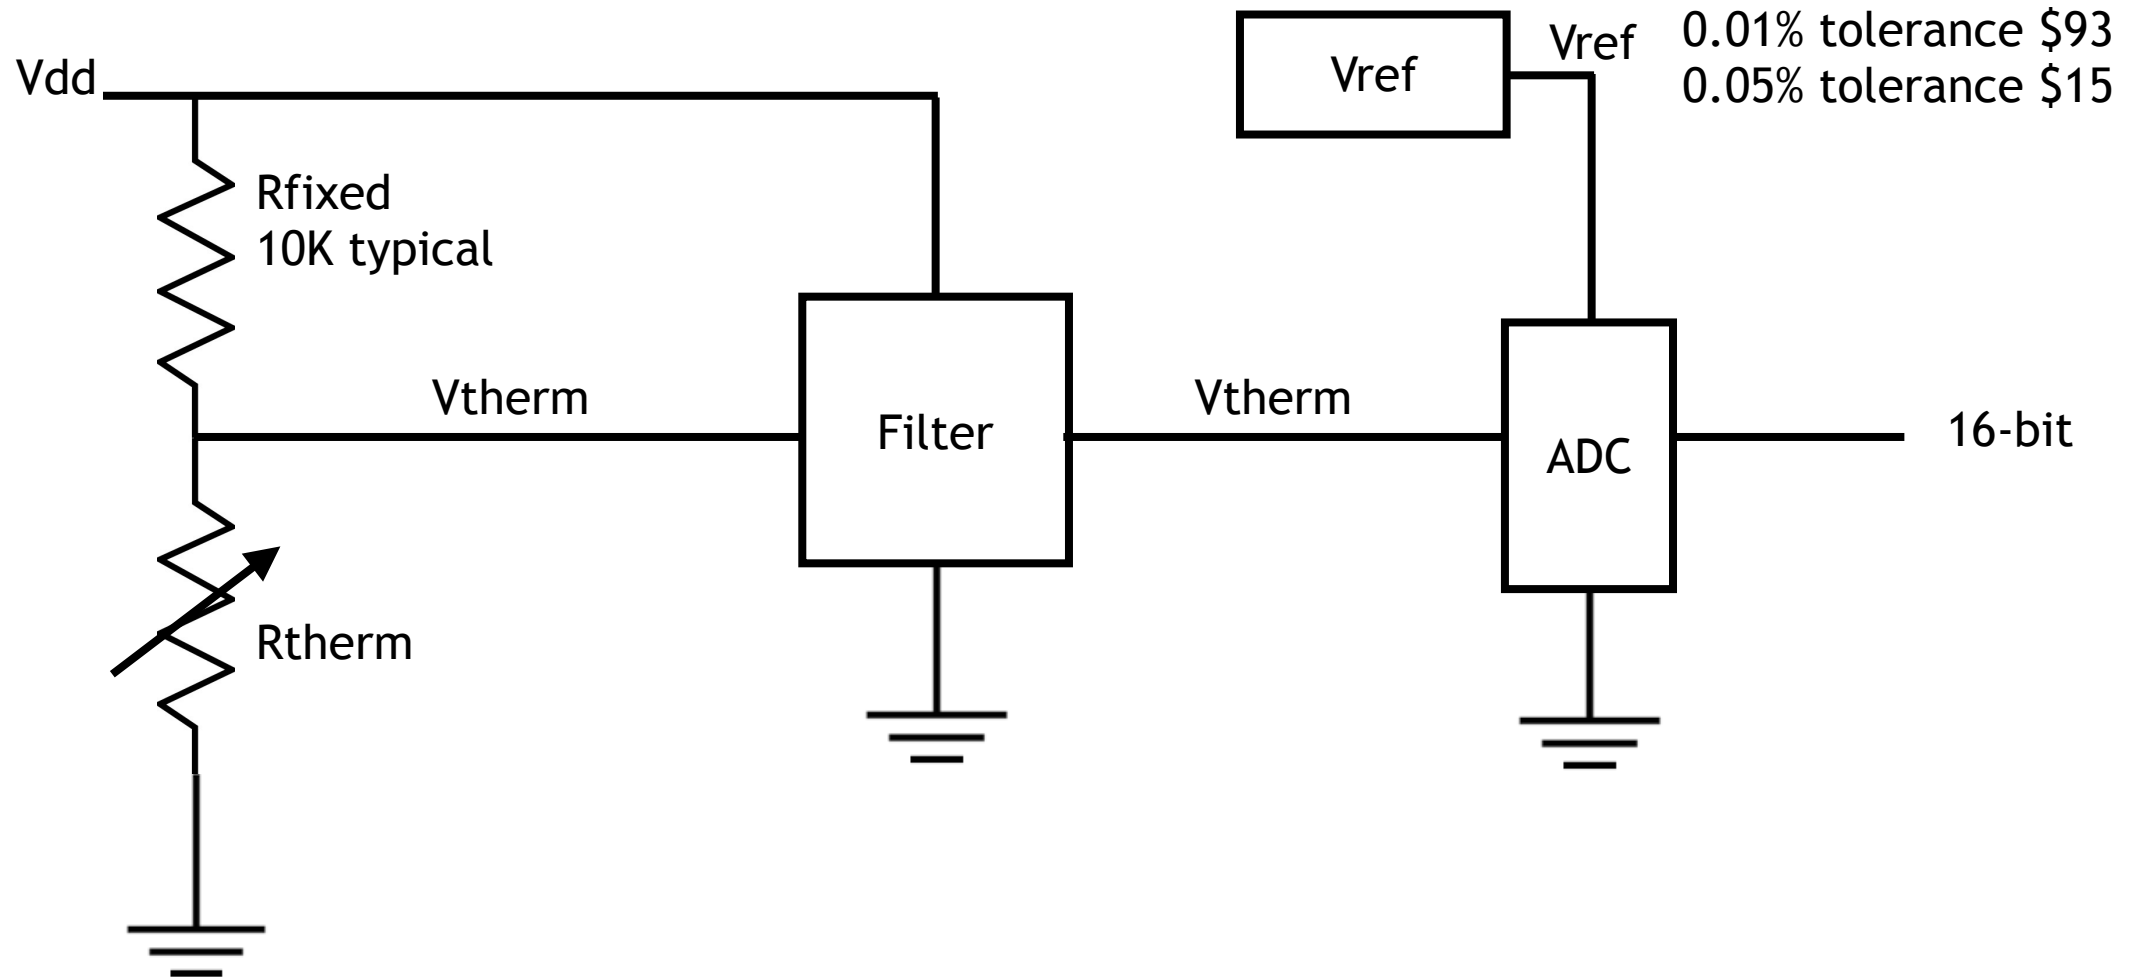 Vdd
Rfixed
10K typical
Vtherm
Rtherm
Filter
Vtherm
Vref
Vref
0.01% tolerance $93
0.05% tolerance $15
ADC
16-bit